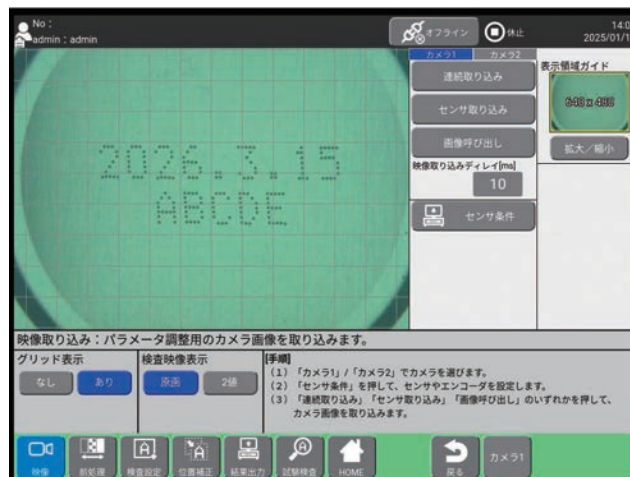 No：
admin：admin
オフライン
休止
14:0
2025/01/1
カメラ1
カメラ2
連続取り込み
センサ取り込み
画像呼び出し
映像取り込みディレイ[ms]
10
センサ条件
表示領域ガイド
640 x 480
拡大／縮小
2026.3.15
ABCDE
映像取り込み：パラメータ調整用のカメラ画像を取り込みます。
グリッド表示
なし
あり
検査映像表示
原画
2値
[手順]
（１）「カメラ1」/「カメラ2」でカメラを選びます。
（２）「センサ条件」を押して、センサやエンコーダを設定します。
（３）「連続取り込み」「センサ取り込み」「画像呼び出し」のいずれかを押して、
カメラ画像を取り込みます。
映像
前処理
検査設定
位置補正
結果出力
試験検査
HOME
戻る
カメラ1